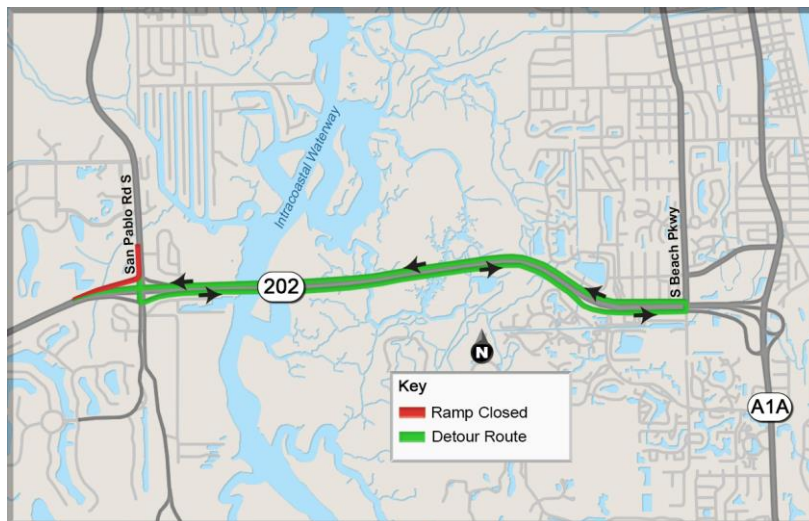 San Pablo Rd S
Intracoastal Waterway
202
S Beach Pkwy
N
A1A
Key
Ramp Closed
Detour Route